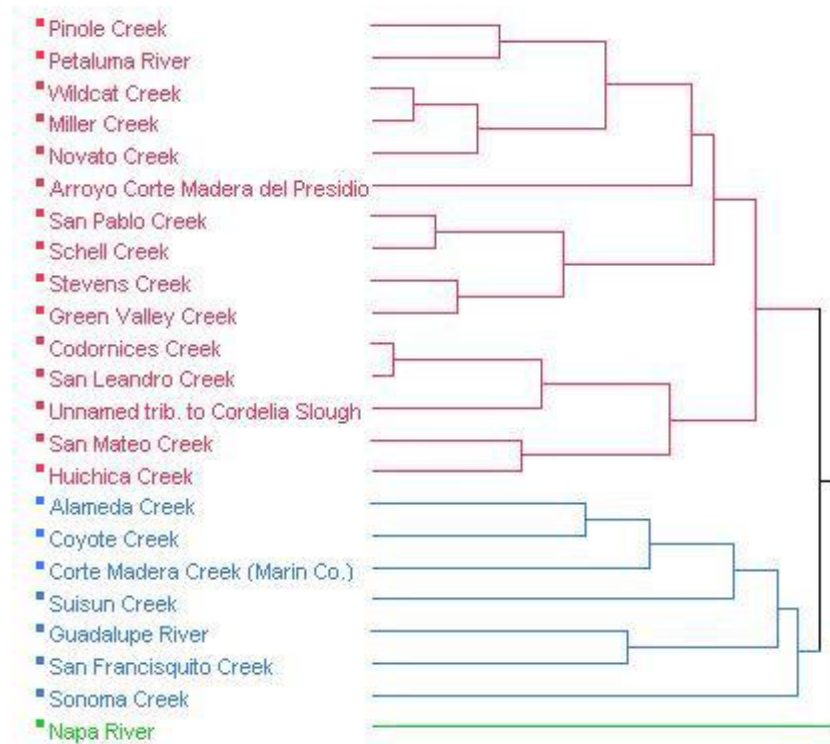 Pinole Creek
Petaluma River
Wildcat Creek
Miller Creek
Novato Creek
Arroyo Corte Madera del Presidio
San Pablo Creek
Schell Creek
Stevens Creek
Green Valley Creek
Codornices Creek
San Leandro Creek
Unnamed trib. to Cordelia Slough
San Mateo Creek
Huichica Creek
Alameda Creek
Coyote Creek
Corte Madera Creek (Marin Co.)
Suisun Creek
Guadalupe River
San Francisquito Creek
Sonoma Creek
Napa River